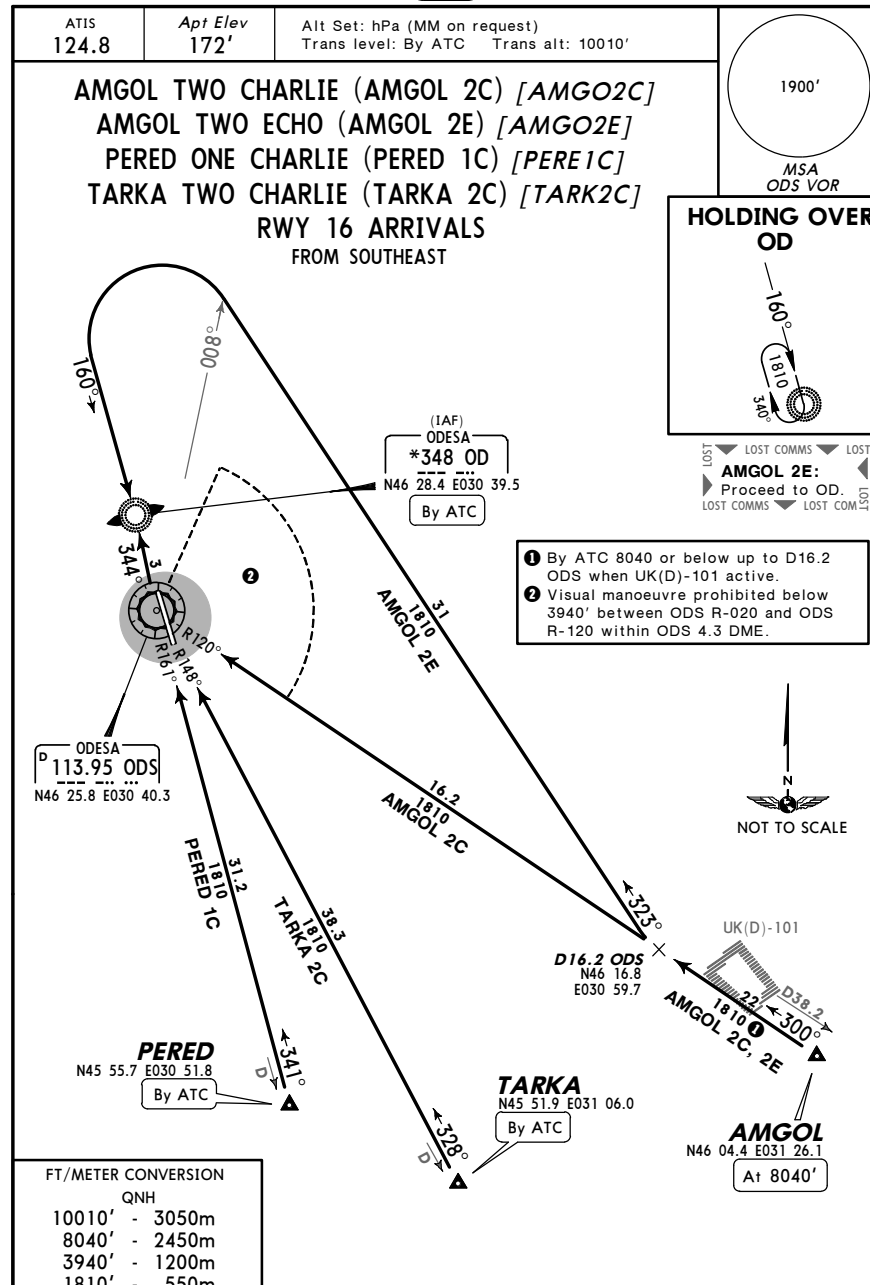 ATIS
124.8
Apt Elev
172'
Alt Set: hPa (MM on request)
Trans level: By ATC Trans alt: 10010'
1900'
MSA
ODS VOR
AMGOL TWO CHARLIE (AMGOL 2C) [AMGO2C]
AMGOL TWO ECHO (AMGOL 2E) [AMGO2E]
PERED ONE CHARLIE (PERED 1C) [PERE1C]
TARKA TWO CHARLIE (TARKA 2C) [TARK2C]
RWY 16 ARRIVALS
FROM SOUTHEAST
HOLDING OVER
OD
160°
1810
340°
LOST COMMS LOST COMMS LOST
LOST
AMGOL 2E:
Proceed to OD.
LOST
LOST COMMS LOST COM
008°
160°
(IAF)
ODESA
*348 OD
N46 28.4 E030 39.5
By ATC
344°
3
❷
❶ By ATC 8040 or below up to D16.2
ODS when UK(D)-101 active.
❷ Visual manoeuvre prohibited below
3940' between ODS R-020 and ODS
R-120 within ODS 4.3 DME.
31
1810
AMGOL 2E
R120°
R148°
R161°
ODESA
D 113.95 ODS
N46 25.8 E030 40.3
N
NOT TO SCALE
16.2
1810
AMGOL 2C
31.2
1810
PERED 1C
38.3
1810
TARKA 2C
323°
D16.2 ODS
N46 16.8
E030 59.7
UK(D)-101
D38.2
22
300°
1810 ❶
AMGOL 2C, 2E
PERED
N45 55.7 E030 51.8
By ATC
D
341°
TARKA
N45 51.9 E031 06.0
By ATC
D
328°
AMGOL
N46 04.4 E031 26.1
At 8040'
FT/METER CONVERSION
QNH
10010' - 3050m
8040' - 2450m
3940' - 1200m
1810' - 550m